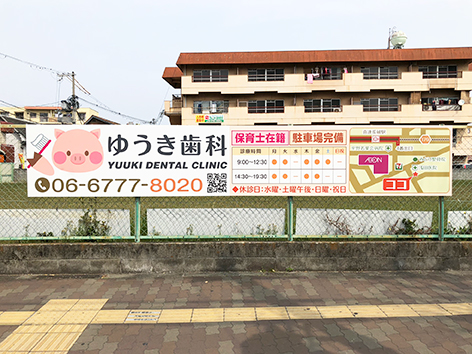 ゆうき歯科
YUUKI DENTAL CLINIC
06-6777-8020
保育士在籍 駐車場完備
診療時間 月 火 水 木 金 土 日/祝
9:00~12:30
14:30~19:30
◆休診日:水曜・土曜午後・日曜・祝日
AEON
ココ